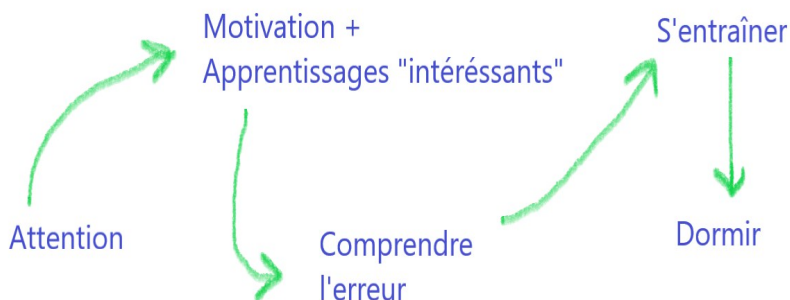 Attention
Motivation +
Apprentissages "intéréssants"
Comprendre
l'erreur
S'entraîner
Dormir